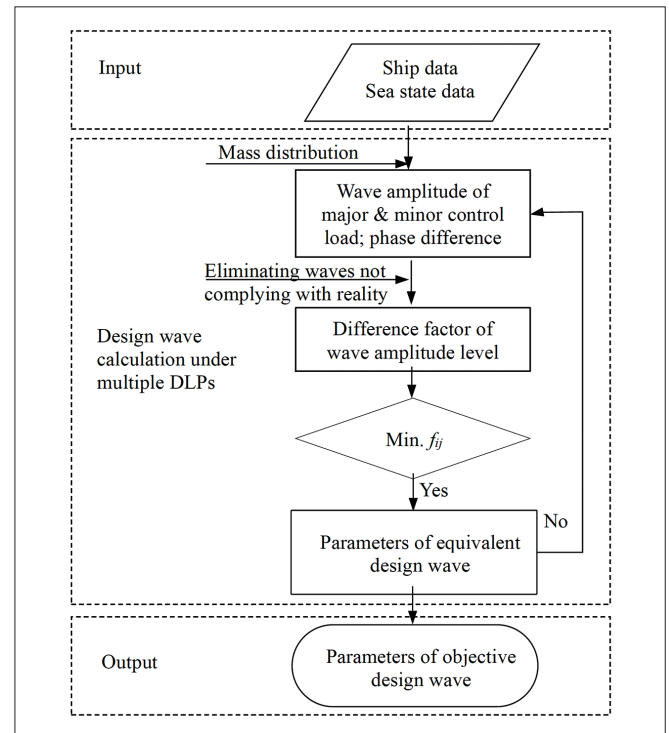 Input
Ship data
Sea state data
Mass distribution
Wave amplitude of
major & minor control
load; phase difference
Eliminating waves not
complying with reality
Difference factor of
wave amplitude level
Design wave
calculation under
multiple DLPs
Min. fij
Yes
No
Parameters of equivalent
design wave
Output
Parameters of objective
design wave